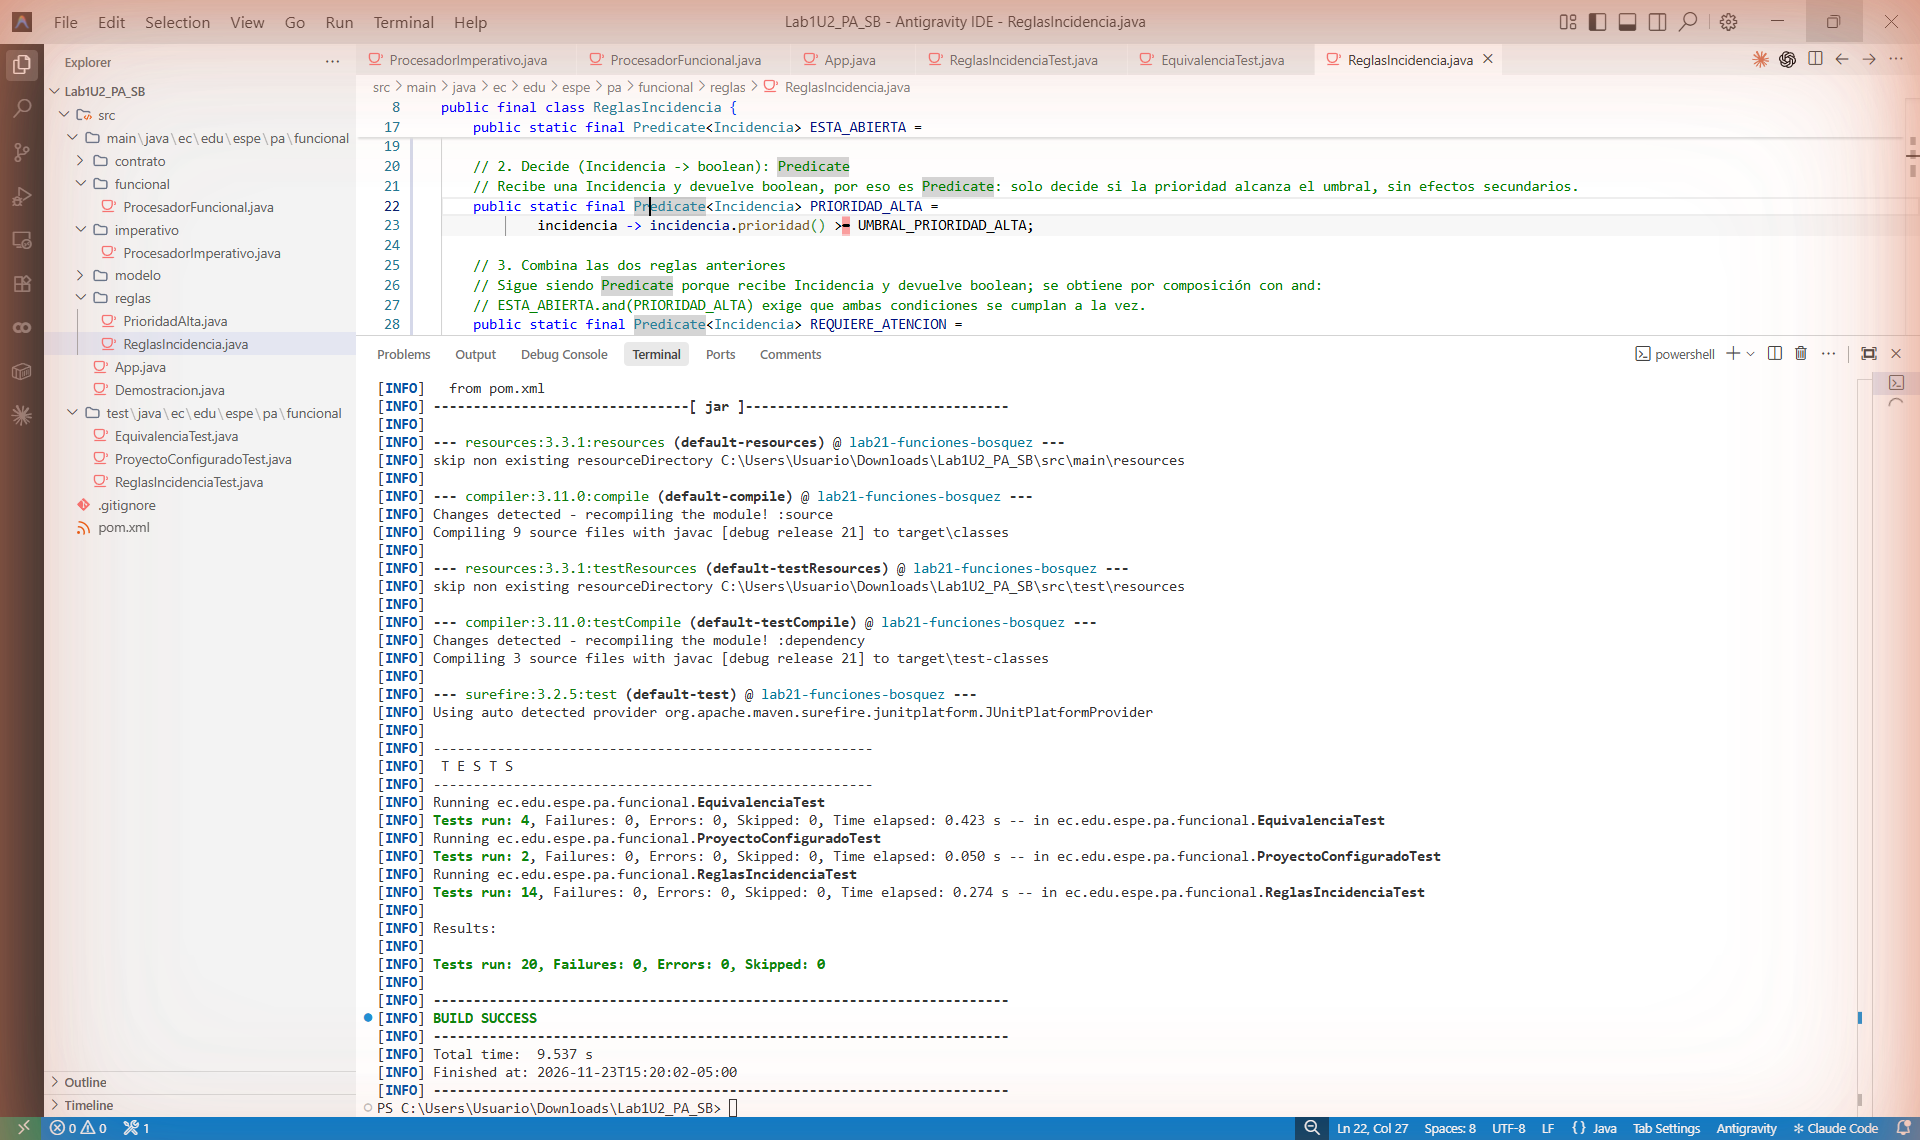 File Edit Selection View Go Run Terminal Help
Lab1U2_PA_SB - Antigravity IDE - ReglasIncidencia.java
Explorer
Lab1U2_PA_SB
src
main\java\ec\edu\espe\pa\funcional
contrato
funcional
ProcesadorFuncional.java
imperativo
ProcesadorImperativo.java
modelo
reglas
PrioridadAlta.java
ReglasIncidencia.java
App.java
Demostracion.java
test\java\ec\edu\espe\pa\funcional
EquivalenciaTest.java
ProyectoConfiguradoTest.java
ReglasIncidenciaTest.java
.gitignore
pom.xml
Outline
Timeline
ProcesadorImperativo.java ProcesadorFuncional.java App.java ReglasIncidenciaTest.java EquivalenciaTest.java ReglasIncidencia.java
src > main > java > ec > edu > espe > pa > funcional > reglas > ReglasIncidencia.java
8 public final class ReglasIncidencia {
17 public static final Predicate<Incidencia> ESTA_ABIERTA =
19
20 // 2. Decide (Incidencia -> boolean): Predicate
21 // Recibe una Incidencia y devuelve boolean, por eso es Predicate: solo decide si la prioridad alcanza el umbral, sin efectos secundarios.
22 public static final Predicate<Incidencia> PRIORIDAD_ALTA =
23 incidencia -> incidencia.prioridad() >= UMBRAL_PRIORIDAD_ALTA;
24
25 // 3. Combina las dos reglas anteriores
26 // Sigue siendo Predicate porque recibe Incidencia y devuelve boolean; se obtiene por composición con and:
27 // ESTA_ABIERTA.and(PRIORIDAD_ALTA) exige que ambas condiciones se cumplan a la vez.
28 public static final Predicate<Incidencia> REQUIERE_ATENCION =
Problems Output Debug Console Terminal Ports Comments
powershell
[INFO]   from pom.xml
[INFO] --------------------------------[ jar ]---------------------------------
[INFO]
[INFO] --- resources:3.3.1:resources (default-resources) @ lab21-funciones-bosquez ---
[INFO] skip non existing resourceDirectory C:\Users\Usuario\Downloads\Lab1U2_PA_SB\src\main\resources
[INFO]
[INFO] --- compiler:3.11.0:compile (default-compile) @ lab21-funciones-bosquez ---
[INFO] Changes detected - recompiling the module! :source
[INFO] Compiling 9 source files with javac [debug release 21] to target\classes
[INFO]
[INFO] --- resources:3.3.1:testResources (default-testResources) @ lab21-funciones-bosquez ---
[INFO] skip non existing resourceDirectory C:\Users\Usuario\Downloads\Lab1U2_PA_SB\src\test\resources
[INFO]
[INFO] --- compiler:3.11.0:testCompile (default-testCompile) @ lab21-funciones-bosquez ---
[INFO] Changes detected - recompiling the module! :dependency
[INFO] Compiling 3 source files with javac [debug release 21] to target\test-classes
[INFO]
[INFO] --- surefire:3.2.5:test (default-test) @ lab21-funciones-bosquez ---
[INFO] Using auto detected provider org.apache.maven.surefire.junitplatform.JUnitPlatformProvider
[INFO]
[INFO] -------------------------------------------------------
[INFO]  T E S T S
[INFO] -------------------------------------------------------
[INFO] Running ec.edu.espe.pa.funcional.EquivalenciaTest
[INFO] Tests run: 4, Failures: 0, Errors: 0, Skipped: 0, Time elapsed: 0.423 s -- in ec.edu.espe.pa.funcional.EquivalenciaTest
[INFO] Running ec.edu.espe.pa.funcional.ProyectoConfiguradoTest
[INFO] Tests run: 2, Failures: 0, Errors: 0, Skipped: 0, Time elapsed: 0.050 s -- in ec.edu.espe.pa.funcional.ProyectoConfiguradoTest
[INFO] Running ec.edu.espe.pa.funcional.ReglasIncidenciaTest
[INFO] Tests run: 14, Failures: 0, Errors: 0, Skipped: 0, Time elapsed: 0.274 s -- in ec.edu.espe.pa.funcional.ReglasIncidenciaTest
[INFO]
[INFO] Results:
[INFO]
[INFO] Tests run: 20, Failures: 0, Errors: 0, Skipped: 0
[INFO]
[INFO] ------------------------------------------------------------------------
[INFO] BUILD SUCCESS
[INFO] ------------------------------------------------------------------------
[INFO] Total time:  9.537 s
[INFO] Finished at: 2026-11-23T15:20:02-05:00
[INFO] ------------------------------------------------------------------------
PS C:\Users\Usuario\Downloads\Lab1U2_PA_SB>
0 0 1 Ln 22, Col 27 Spaces: 8 UTF-8 LF {} Java Tab Settings Antigravity Claude Code